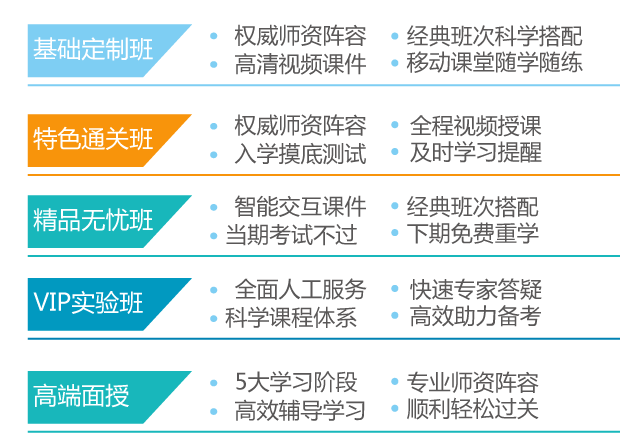 基础定制班
权威师资阵容 经典班次科学搭配
高清视频课件 移动课堂随学随练
特色通关班
权威师资阵容 全程视频授课
入学摸底测试 及时学习提醒
精品无忧班
智能交互课件 经典班次搭配
当期考试不过 下期免费重学
VIP实验班
全面人工服务 快速专家答疑
科学课程体系 高效助力备考
高端面授
5大学习阶段 专业师资阵容
高效辅导学习 顺利轻松过关